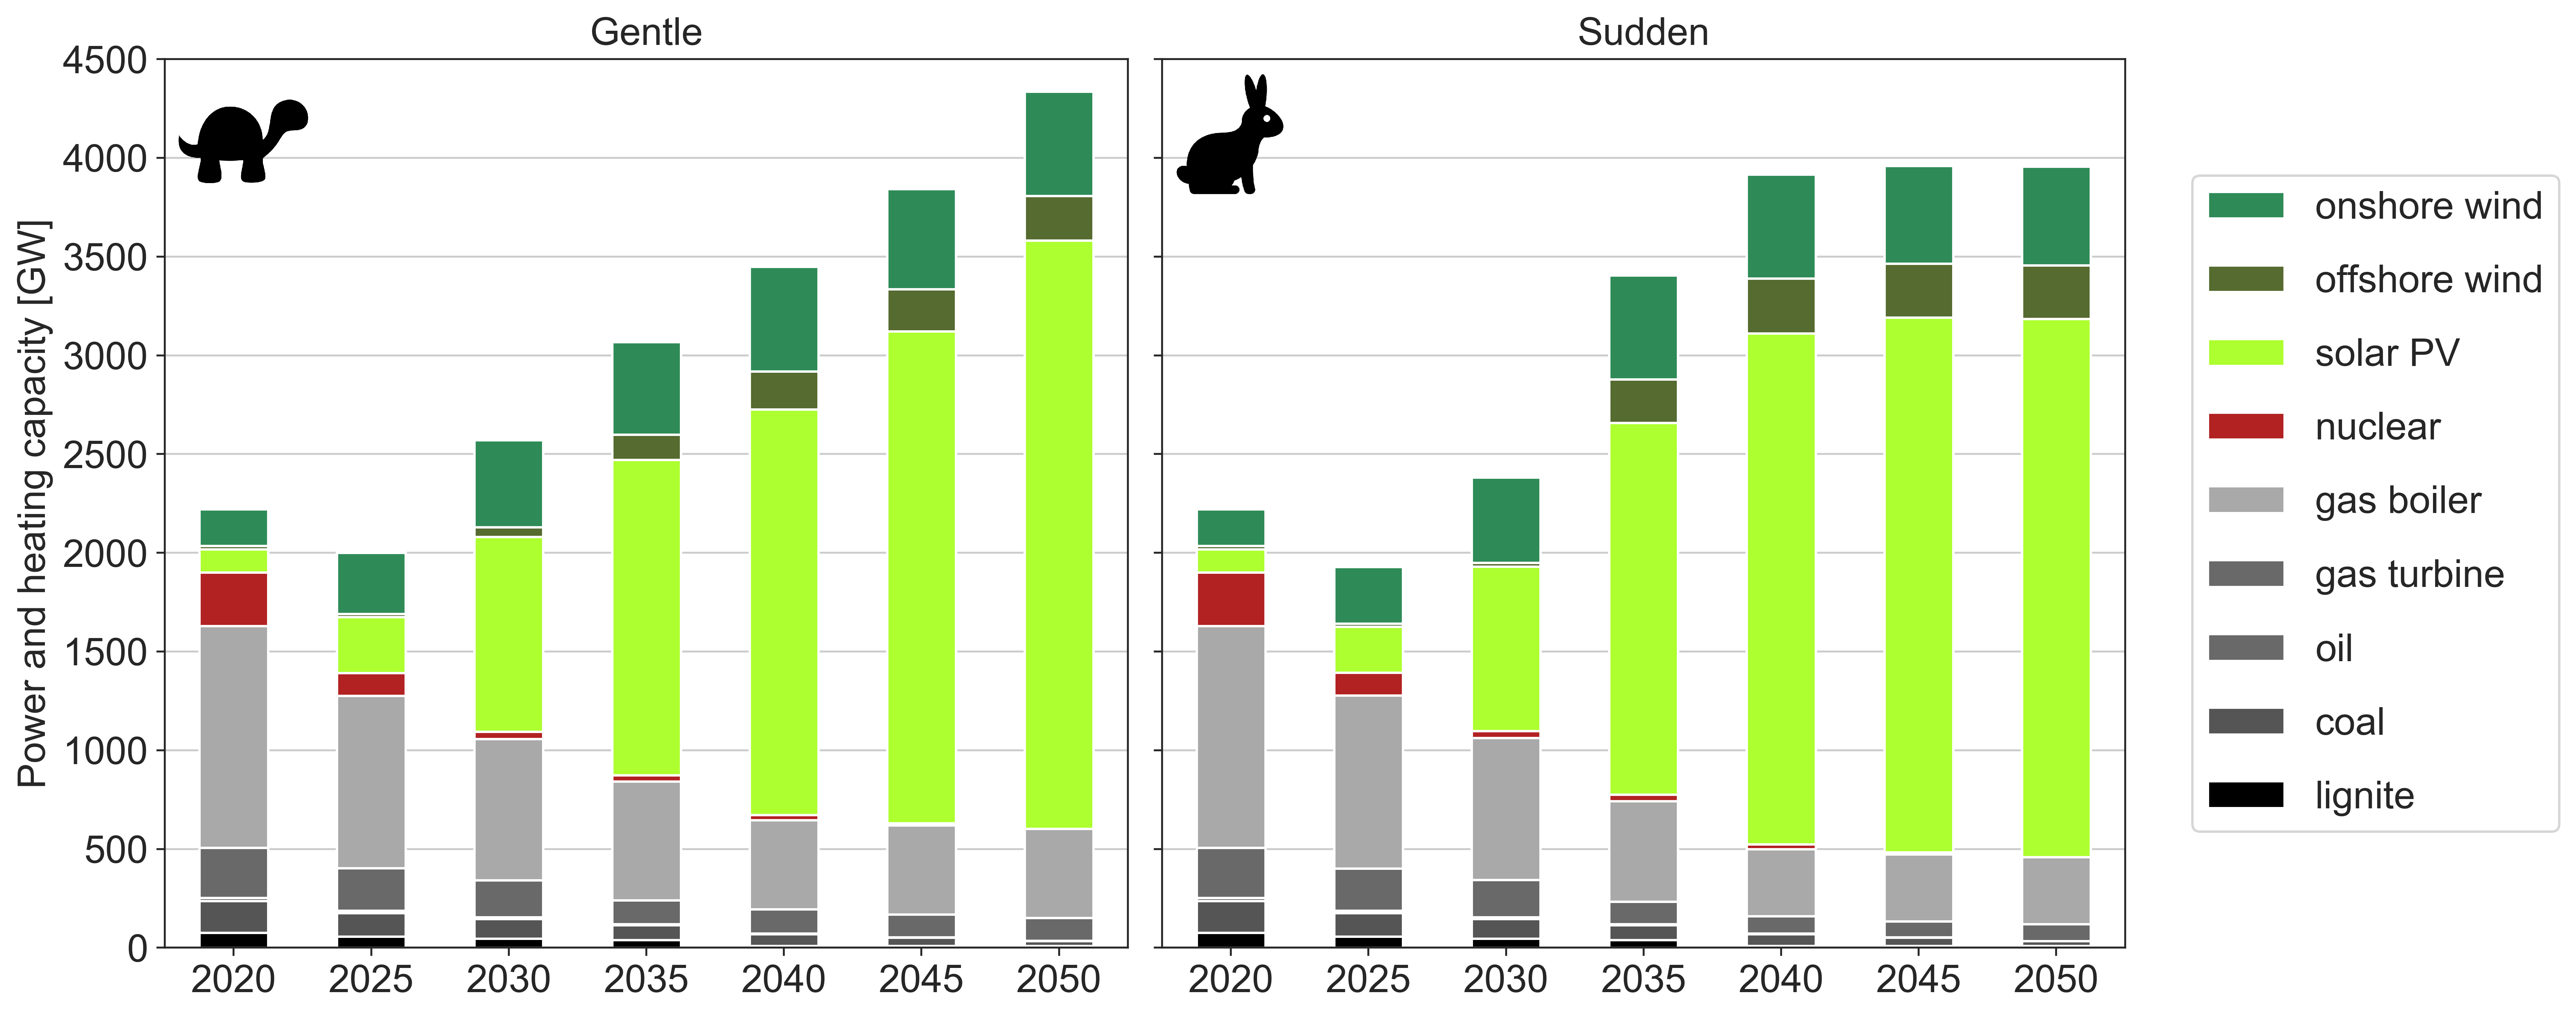 Gentle
Sudden
Power and heating capacity [GW]
4500
4000
3500
3000
2500
2000
1500
1000
500
0
2020 2025 2030 2035 2040 2045 2050
2020 2025 2030 2035 2040 2045 2050
onshore wind
offshore wind
solar PV
nuclear
gas boiler
gas turbine
oil
coal
lignite